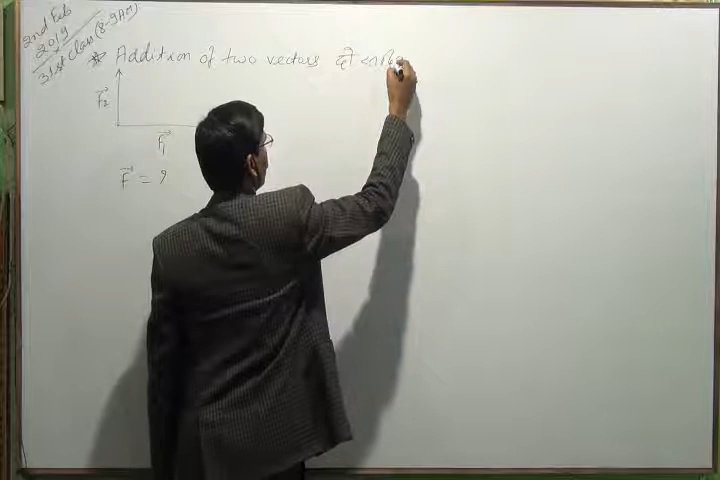 2nd Feb
2019
31st class (8-9AM)
* Addition of two vectors दो
F₂
F₁
F = ?